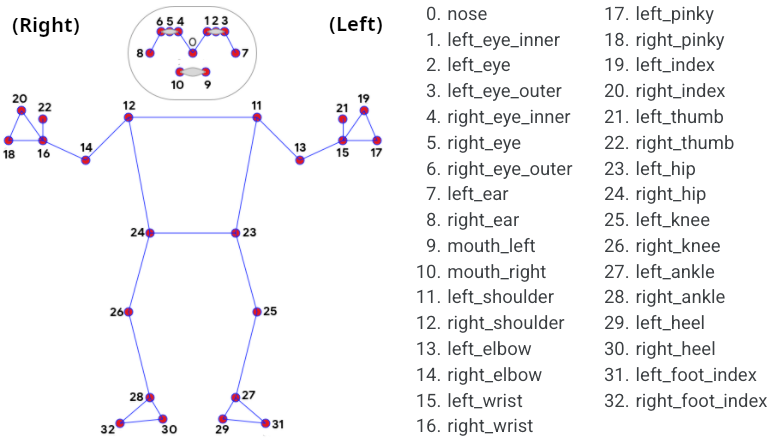 (Right)
(Left)
6 5 4 1 2 3
0
8
7
10 9
20 22 12 11 21 19
18 16 14 13 15 17
24 23
26 25
28 27
32 30 29 31
0. nose
1. left_eye_inner
2. left_eye
3. left_eye_outer
4. right_eye_inner
5. right_eye
6. right_eye_outer
7. left_ear
8. right_ear
9. mouth_left
10. mouth_right
11. left_shoulder
12. right_shoulder
13. left_elbow
14. right_elbow
15. left_wrist
16. right_wrist
17. left_pinky
18. right_pinky
19. left_index
20. right_index
21. left_thumb
22. right_thumb
23. left_hip
24. right_hip
25. left_knee
26. right_knee
27. left_ankle
28. right_ankle
29. left_heel
30. right_heel
31. left_foot_index
32. right_foot_index